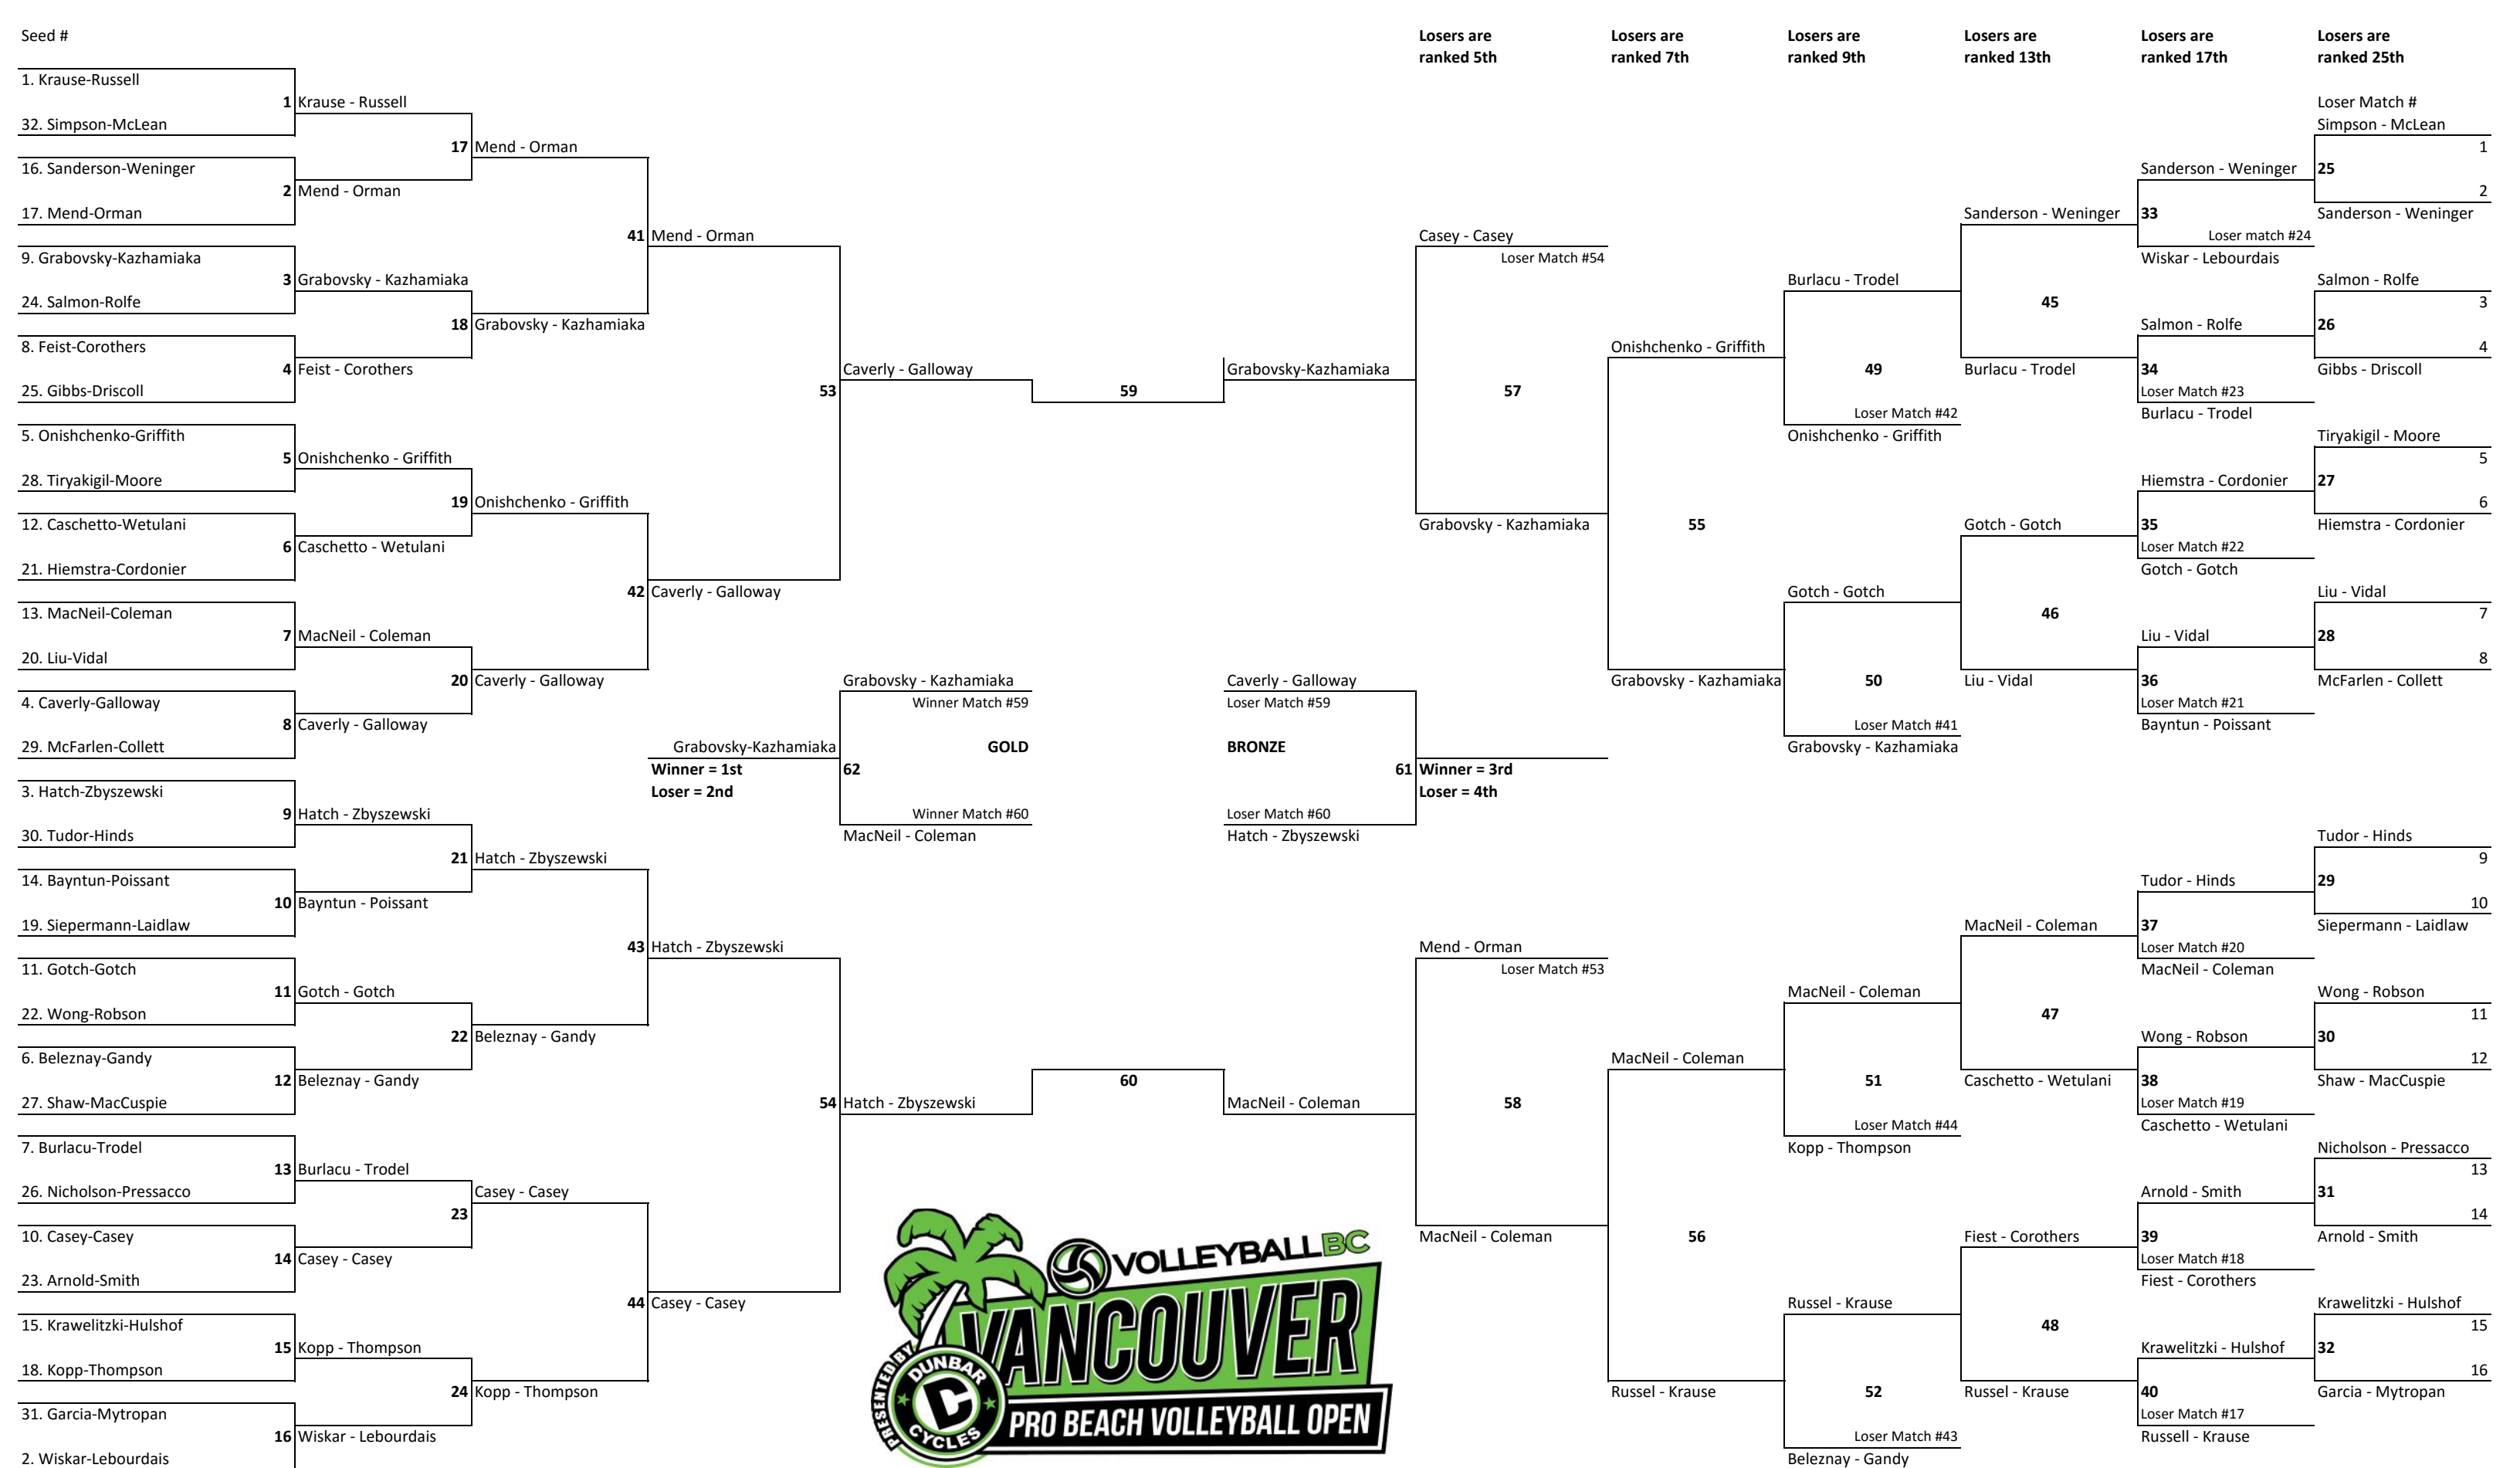 Seed #
1. Krause-Russell
32. Simpson-McLean
16. Sanderson-Weninger
17. Mend-Orman
9. Grabovsky-Kazhamiaka
24. Salmon-Rolfe
8. Feist-Corothers
25. Gibbs-Driscoll
5. Onishchenko-Griffith
28. Tiryakigil-Moore
12. Caschetto-Wetulani
21. Hiemstra-Cordonier
13. MacNeil-Coleman
20. Liu-Vidal
4. Caverly-Galloway
29. McFarlen-Collett
3. Hatch-Zbyszewski
30. Tudor-Hinds
14. Bayntun-Poissant
19. Siepermann-Laidlaw
11. Gotch-Gotch
22. Wong-Robson
6. Beleznay-Gandy
27. Shaw-MacCuspie
7. Burlacu-Trodel
26. Nicholson-Pressacco
10. Casey-Casey
23. Arnold-Smith
15. Krawelitzki-Hulshof
18. Kopp-Thompson
31. Garcia-Mytropan
2. Wiskar-Lebourdais
1 Krause - Russell
2 Mend - Orman
3 Grabovsky - Kazhamiaka
4 Feist - Corothers
5 Onishchenko - Griffith
6 Caschetto - Wetulani
7 MacNeil - Coleman
8 Caverly - Galloway
9 Hatch - Zbyszewski
10 Bayntun - Poissant
11 Gotch - Gotch
12 Beleznay - Gandy
13 Burlacu - Trodel
14 Casey - Casey
15 Kopp - Thompson
16 Wiskar - Lebourdais
17 Mend - Orman
18 Grabovsky - Kazhamiaka
19 Onishchenko - Griffith
20 Caverly - Galloway
21 Hatch - Zbyszewski
22 Beleznay - Gandy
Casey - Casey
23
24 Kopp - Thompson
41 Mend - Orman
42 Caverly - Galloway
Grabovsky-Kazhamiaka
Winner = 1st
Loser = 2nd
43 Hatch - Zbyszewski
44 Casey - Casey
Caverly - Galloway
53
59
Grabovsky-Kazhamiaka
Grabovsky - Kazhamiaka
Winner Match #59
GOLD
62
Winner Match #60
MacNeil - Coleman
Caverly - Galloway
Loser Match #59
BRONZE
61 Winner = 3rd
Loser = 4th
Loser Match #60
Hatch - Zbyszewski
54 Hatch - Zbyszewski
60
MacNeil - Coleman
VOLLEYBALLBC
VANCOUVER
PRO BEACH VOLLEYBALL OPEN
PRESENTED BY
DUNBAR
C
CYCLES
Losers are
ranked 5th
Casey - Casey
Loser Match #54
57
Grabovsky - Kazhamiaka
Mend - Orman
Loser Match #53
58
MacNeil - Coleman
Losers are
ranked 7th
Onishchenko - Griffith
55
Grabovsky - Kazhamiaka
MacNeil - Coleman
56
Russel - Krause
Losers are
ranked 9th
Burlacu - Trodel
49
Loser Match #42
Onishchenko - Griffith
Gotch - Gotch
50
Loser Match #41
Grabovsky - Kazhamiaka
MacNeil - Coleman
51
Loser Match #44
Kopp - Thompson
Russel - Krause
52
Loser Match #43
Beleznay - Gandy
Losers are
ranked 13th
Sanderson - Weninger
45
Burlacu - Trodel
Gotch - Gotch
46
Liu - Vidal
MacNeil - Coleman
47
Caschetto - Wetulani
Fiest - Corothers
48
Russel - Krause
Losers are
ranked 17th
Sanderson - Weninger
33
Loser match #24
Wiskar - Lebourdais
Salmon - Rolfe
34
Loser Match #23
Burlacu - Trodel
Hiemstra - Cordonier
35
Loser Match #22
Gotch - Gotch
Liu - Vidal
36
Loser Match #21
Bayntun - Poissant
Tudor - Hinds
37
Loser Match #20
MacNeil - Coleman
Wong - Robson
38
Loser Match #19
Caschetto - Wetulani
Arnold - Smith
39
Loser Match #18
Fiest - Corothers
Krawelitzki - Hulshof
40
Loser Match #17
Russell - Krause
Losers are
ranked 25th
Loser Match #
Simpson - McLean
1
25
2
Sanderson - Weninger
Salmon - Rolfe
3
26
4
Gibbs - Driscoll
Tiryakigil - Moore
5
27
6
Hiemstra - Cordonier
Liu - Vidal
7
28
8
McFarlen - Collett
Tudor - Hinds
9
29
10
Siepermann - Laidlaw
Wong - Robson
11
30
12
Shaw - MacCuspie
Nicholson - Pressacco
13
31
14
Arnold - Smith
Krawelitzki - Hulshof
15
32
16
Garcia - Mytropan